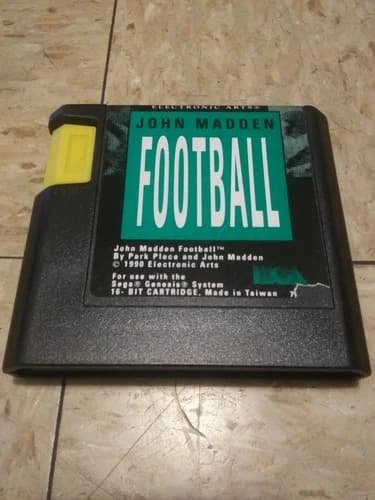 ELECTRONIC ARTS®
JOHN MADDEN
FOOTBALL
John Madden Football™
By Park Place and John Madden
© 1990 Electronic Arts
For use with the
Sega® Genesis® System
16- BIT CARTRIDGE, Made in Taiwan